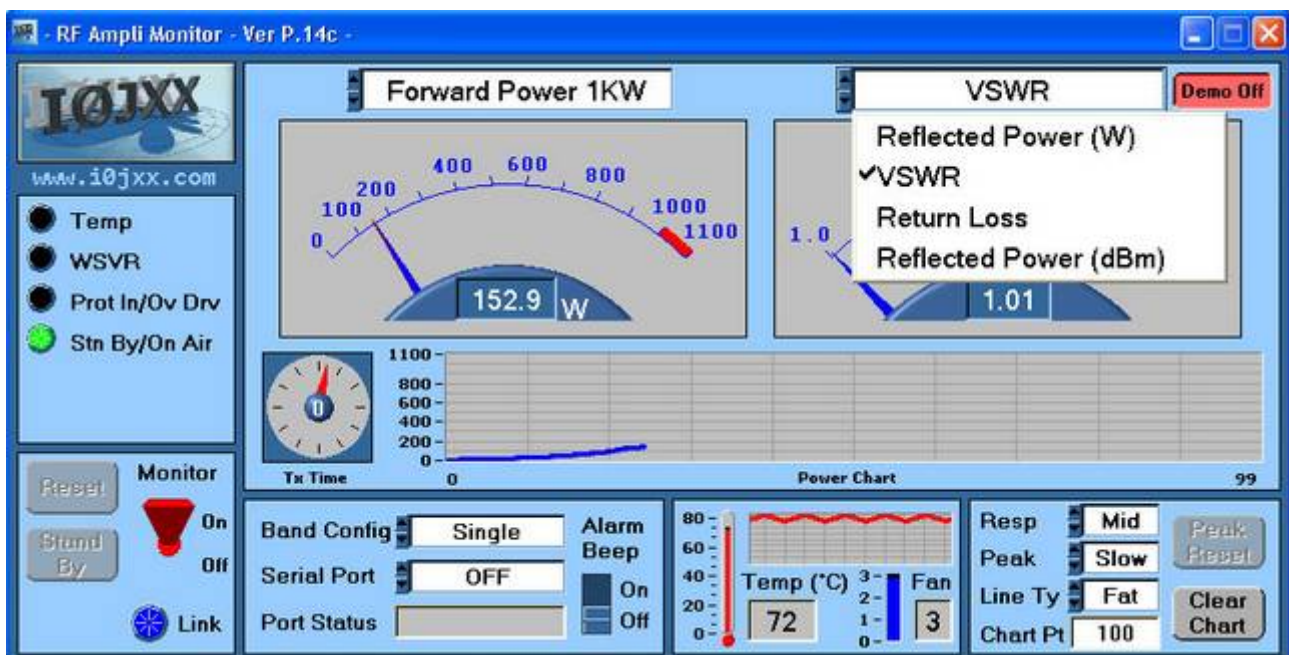 - RF Ampli Monitor - Ver P.14c -
I0JXX
www.i0jxx.com
Temp
WSVR
Prot In/Ov Drv
Stn By/On Air
Reset
Stand By
Monitor
On
Off
Link
Forward Power 1KW
0 100 200 400 600 800 1000 1100
152.9 W
VSWR
Demo Off
Reflected Power (W)
✓VSWR
Return Loss
Reflected Power (dBm)
1.0
1.01
0
Tx Time
1100
800
600
400
200
0
0 Power Chart 99
Band Config Single
Serial Port OFF
Port Status
Alarm Beep
On
Off
80
60
40
20
0
Temp (°C)
72
3
2
1
0
Fan
3
Resp Mid
Peak Slow
Line Ty Fat
Chart Pt 100
Peak Reset
Clear Chart